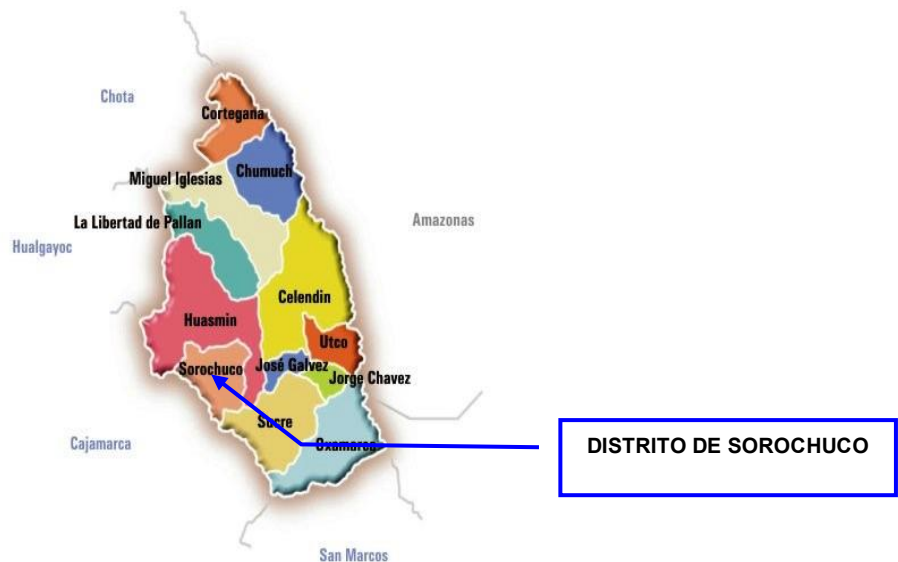 Chota
Cortegana
Chumuch
Miguel Iglesias
La Libertad de Pallan
Amazonas
Hualgayoc
Celendin
Huasmin
Utco
Sorochuco
José Galvez
Jorge Chavez
Sucre
Oxamarca
Cajamarca
DISTRITO DE SOROCHUCO
San Marcos